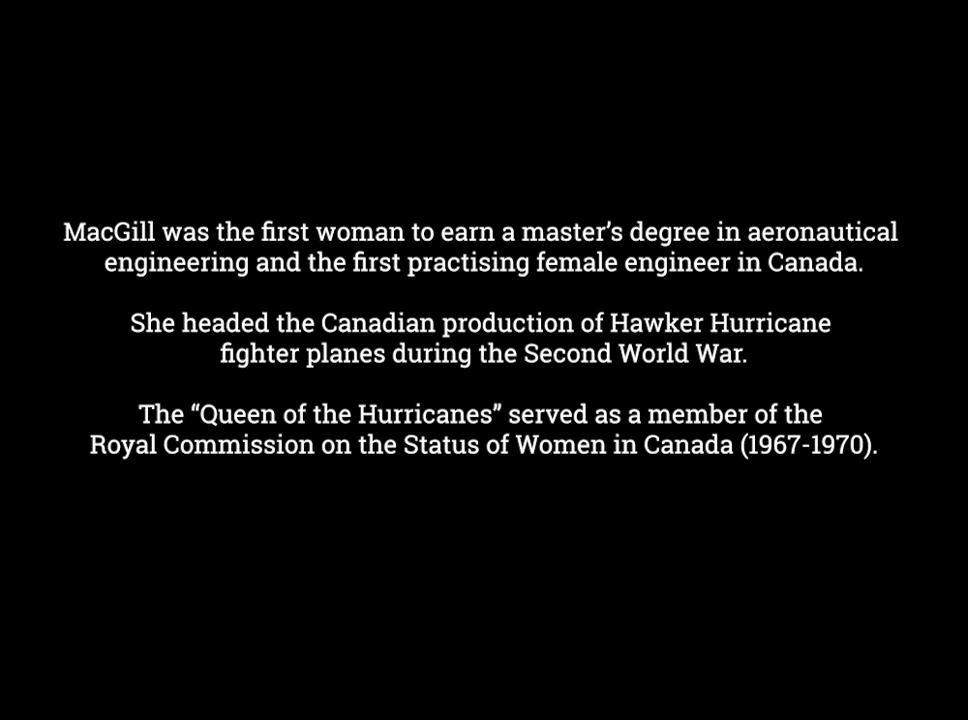 MacGill was the first woman to earn a master’s degree in aeronautical
engineering and the first practising female engineer in Canada.
She headed the Canadian production of Hawker Hurricane
fighter planes during the Second World War.
The “Queen of the Hurricanes” served as a member of the
Royal Commission on the Status of Women in Canada (1967-1970).